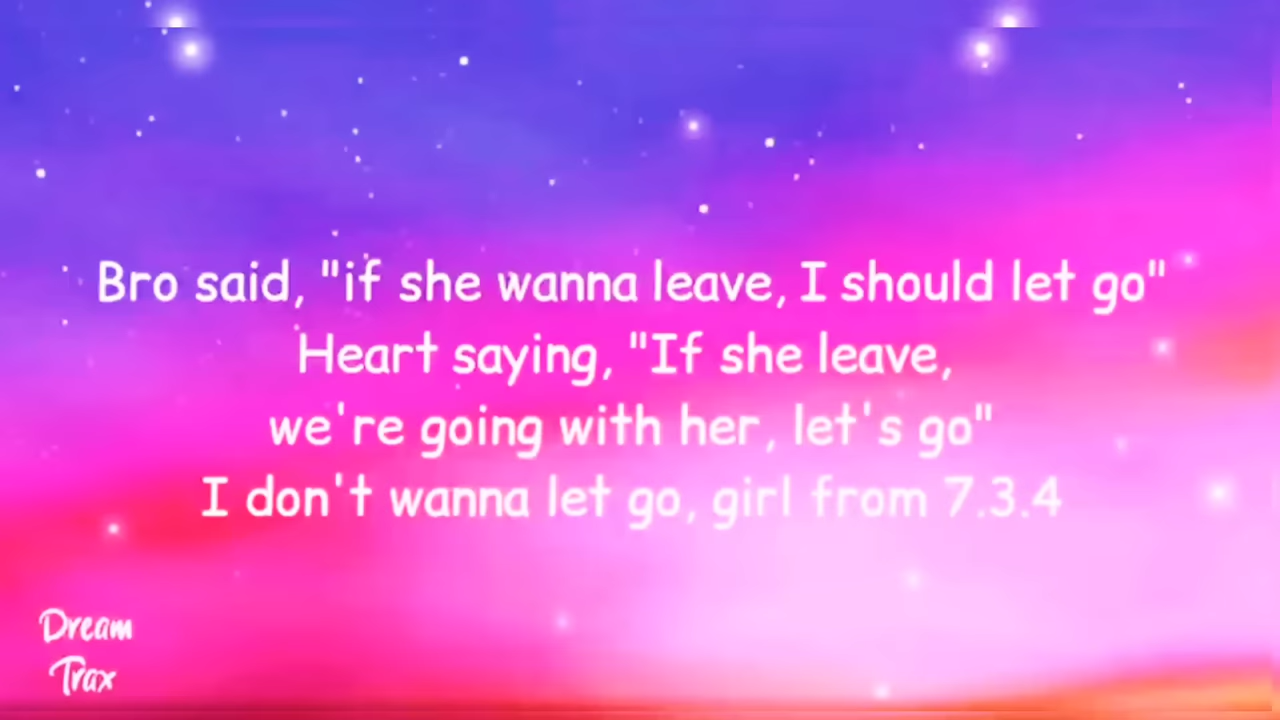 Bro said, "if she wanna leave, I should let go"
Heart saying, "If she leave,
we're going with her, let's go"
I don't wanna let go, girl from 7.3.4
Dream
Trax